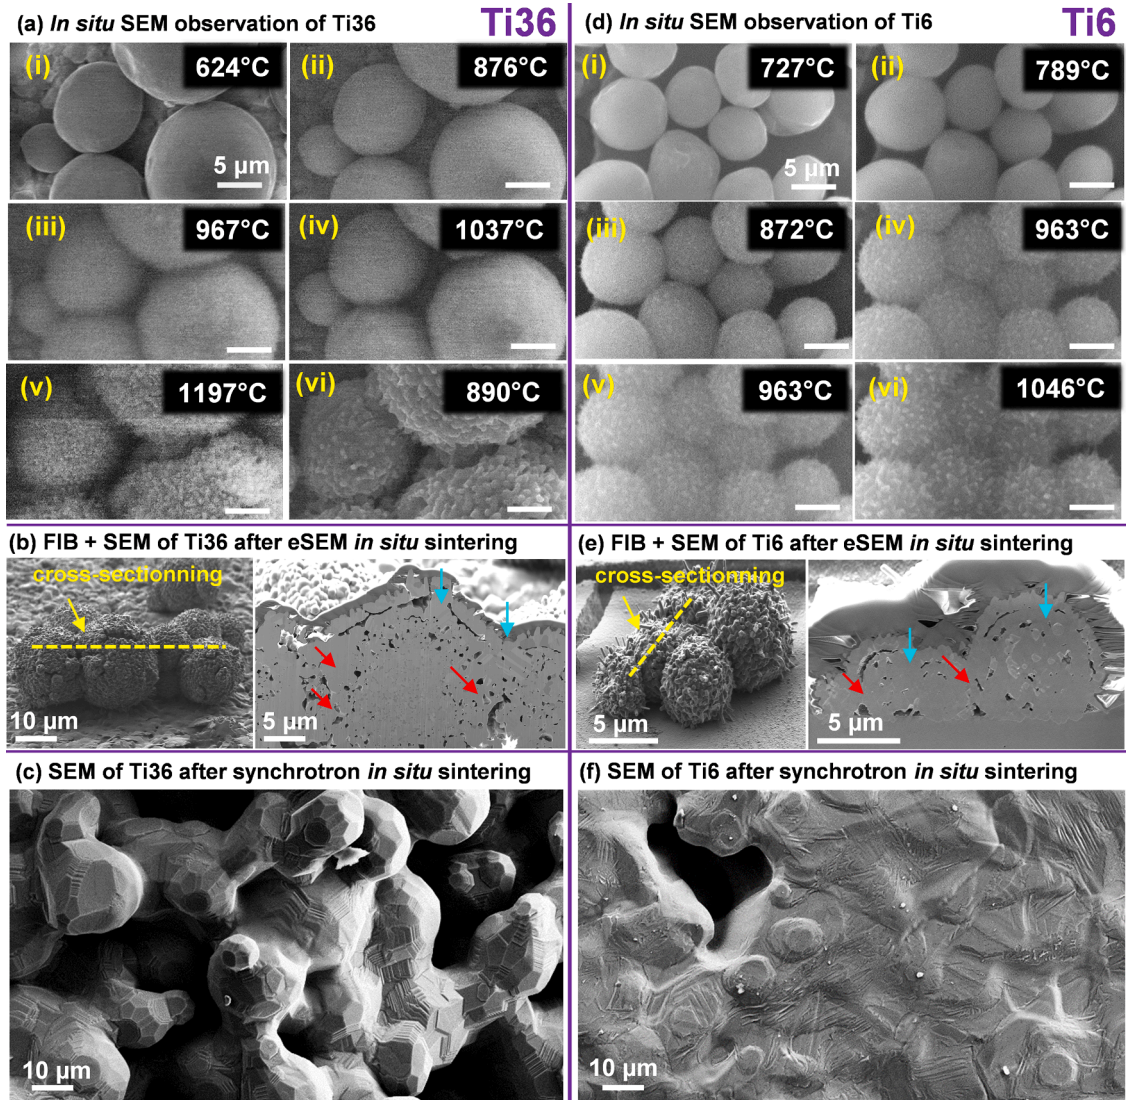 (a) In situ SEM observation of Ti36
Ti36
(i)
624°C
5 µm
(ii)
876°C
(iii)
967°C
(iv)
1037°C
(v)
1197°C
(vi)
890°C
(b) FIB + SEM of Ti36 after eSEM in situ sintering
cross-sectionning
10 µm
5 µm
(c) SEM of Ti36 after synchrotron in situ sintering
10 µm
(d) In situ SEM observation of Ti6
Ti6
(i)
727°C
5 µm
(ii)
789°C
(iii)
872°C
(iv)
963°C
(v)
963°C
(vi)
1046°C
(e) FIB + SEM of Ti6 after eSEM in situ sintering
cross-sectionning
5 µm
5 µm
(f) SEM of Ti6 after synchrotron in situ sintering
10 µm